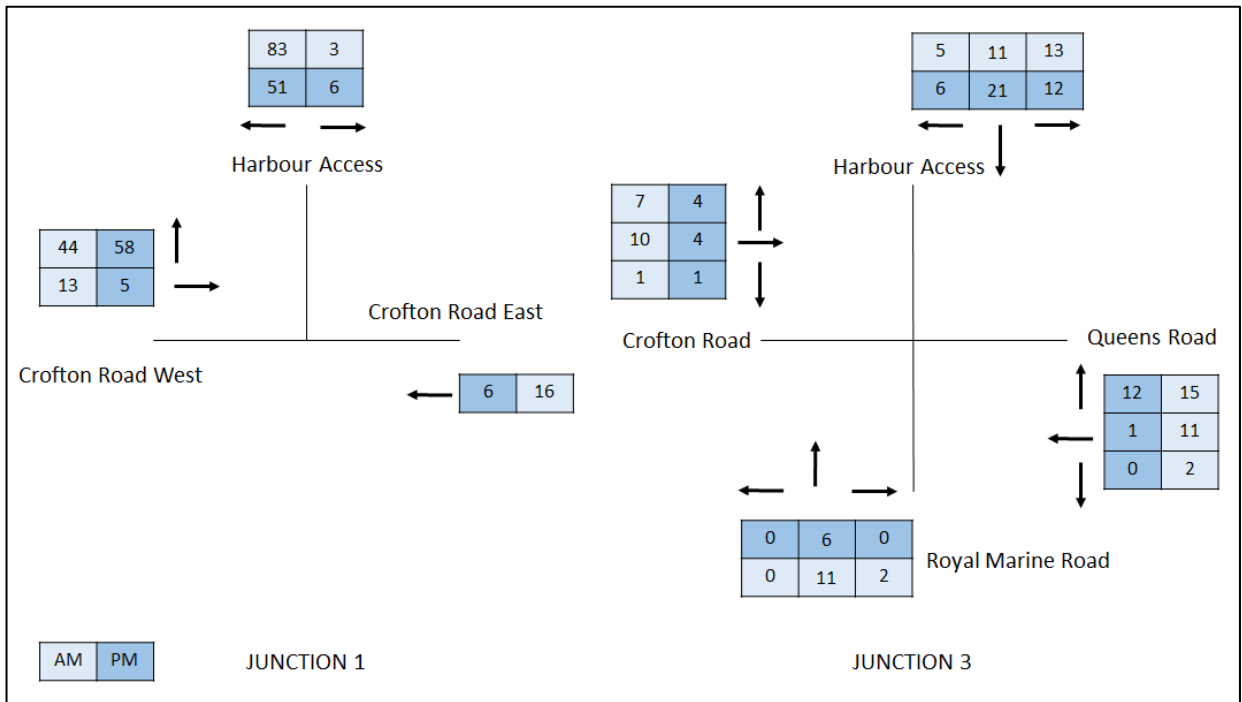 83 3
51 6
Harbour Access
44 58
13 5
Crofton Road East
Crofton Road West
6 16
AM PM
JUNCTION 1
5 11 13
6 21 12
Harbour Access
7 4
10 4
1 1
Crofton Road
Queens Road
12 15
1 11
0 2
0 6 0
0 11 2
Royal Marine Road
JUNCTION 3